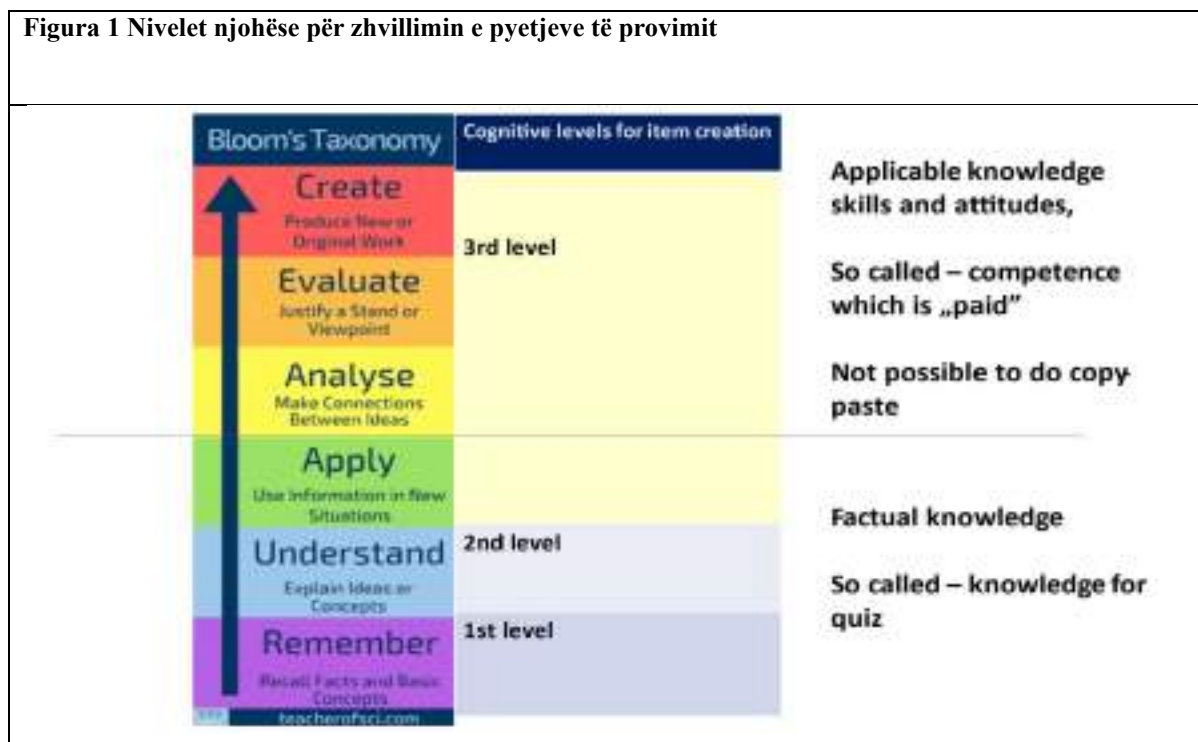 Figura 1 Nivelet njohëse për zhvillimin e pyetjeve të provimit
Bloom's Taxonomy
Cognitive levels for item creation
Create
Produce New or
Original Work
Evaluate
Justify a Stand or
Viewpoint
Analyse
Make Connections
Between Ideas
Apply
Use Information in New
Situations
Understand
Explain Ideas or
Concepts
Remember
Recall Facts and Basic
Concepts
teacherofsci.com
3rd level
2nd level
1st level
Applicable knowledge
skills and attitudes,
So called – competence
which is „paid”
Not possible to do copy-
paste
Factual knowledge
So called – knowledge for
quiz